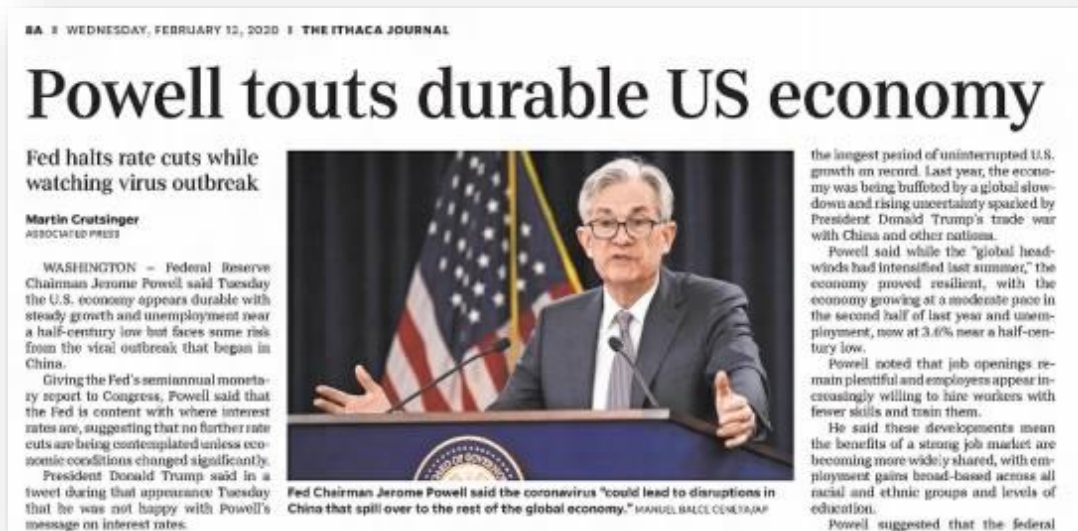 8A WEDNESDAY, FEBRUARY 12, 2020 THE ITHACA JOURNAL
Powell touts durable US economy
Fed halts rate cuts while
watching virus outbreak
Martin Crutsinger
ASSOCIATED PRESS
WASHINGTON – Federal Reserve
Chairman Jerome Powell said Tuesday
the U.S. economy appears durable with
steady growth and unemployment near
a half-century low but faces some risk
from the viral outbreak that began in
China.
Giving the Fed's semiannual moneta-
ry report to Congress, Powell said that
the Fed is content with where interest
rates are, suggesting that no further rate
cuts are being contemplated unless eco-
nomic conditions changed significantly.
President Donald Trump said in a
tweet during that appearance Tuesday
that he was not happy with Powell's
message on interest rates.
BOARD OF GOVERNO
Fed Chairman Jerome Powell said the coronavirus "could lead to disruptions in
China that spill over to the rest of the global economy." MANUEL BALCE CENETA/AP
the longest period of uninterrupted U.S.
growth on record. Last year, the econo-
my was being buffeted by a global slow-
down and rising uncertainty sparked by
President Donald Trump's trade war
with China and other nations.
Powell said while the "global head-
winds had intensified last summer," the
economy proved resilient, with the
economy growing at a moderate pace in
the second half of last year and unem-
ployment, now at 3.6% near a half-cen-
tury low.
Powell noted that job openings re-
main plentiful and employers appear in-
creasingly willing to hire workers with
fewer skills and train them.
He said these developments mean
the benefits of a strong job market are
becoming more widely shared, with em-
ployment gains broad-based across all
racial and ethnic groups and levels of
education.
Powell suggested that the federal